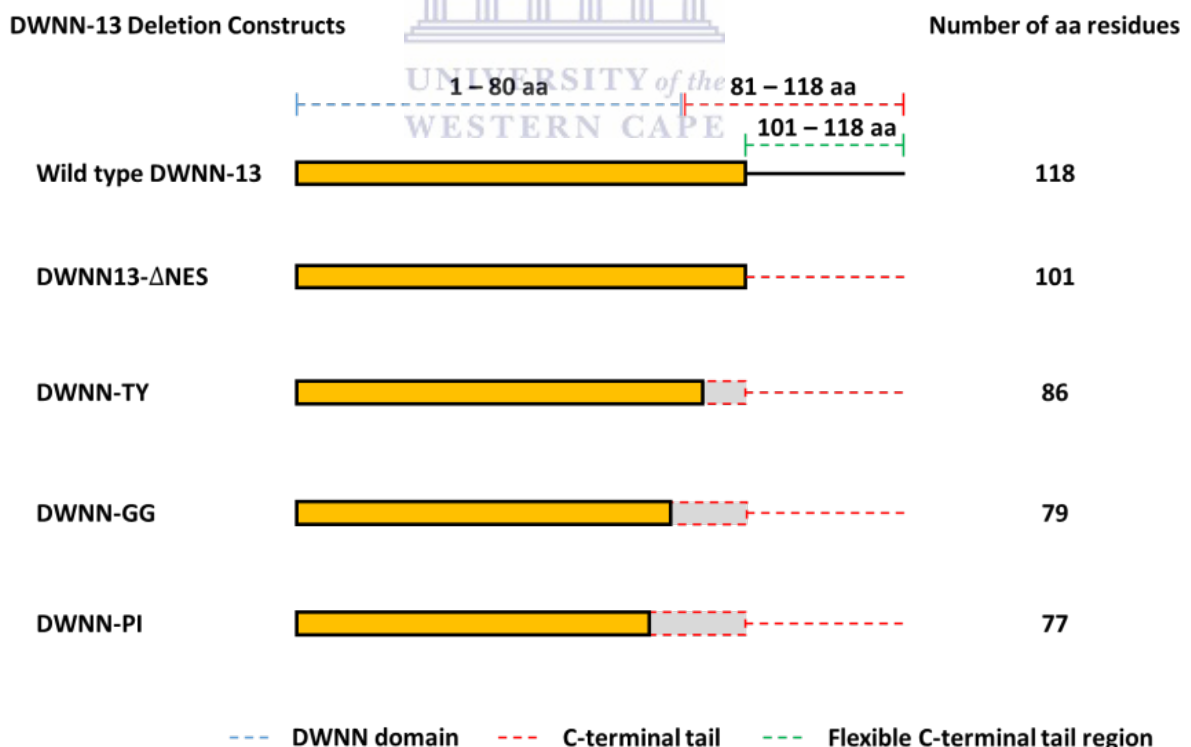 DWNN-13 Deletion Constructs Number of aa residues
UNIVERSITY of the
1 – 80 aa 81 – 118 aa
WESTERN CAPE
101 – 118 aa
Wild type DWNN-13 118
DWNN13-ΔNES 101
DWNN-TY 86
DWNN-GG 79
DWNN-PI 77
DWNN domain C-terminal tail Flexible C-terminal tail region